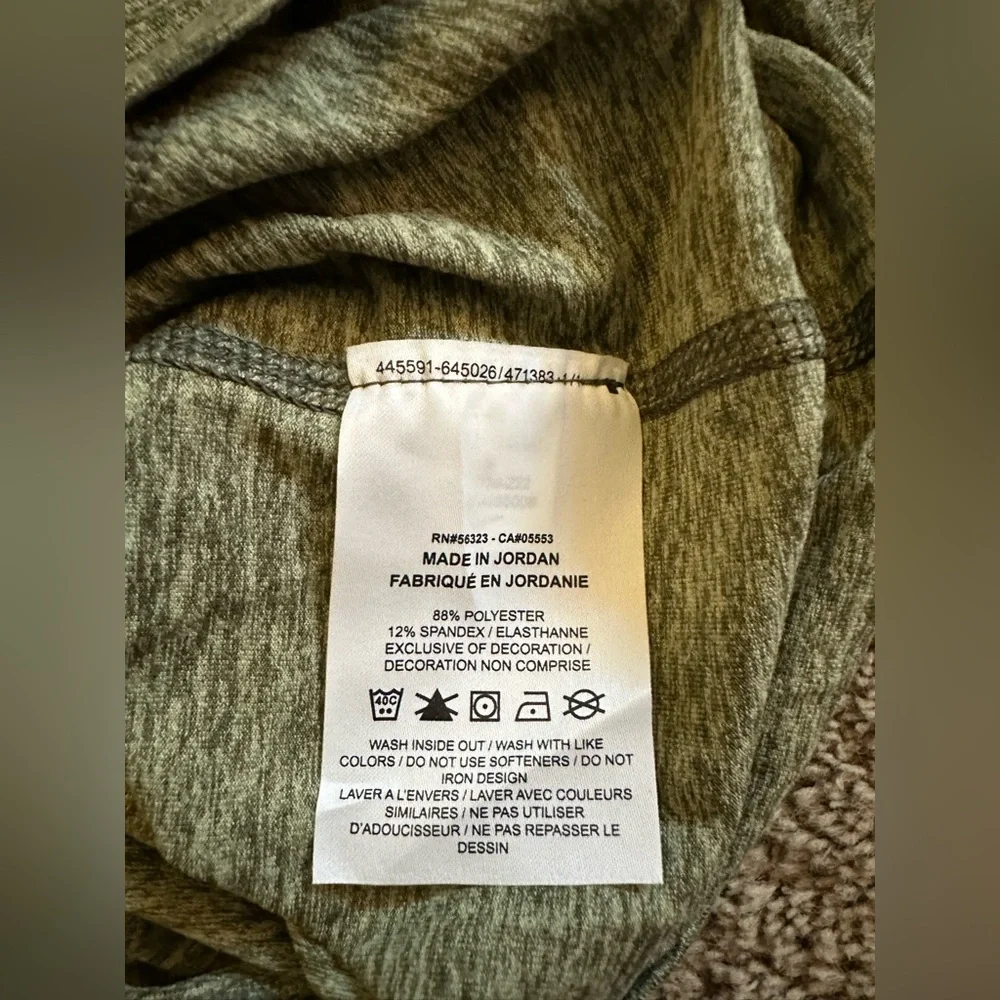 445591-645026/471383
RN#56323 - CA#05553
MADE IN JORDAN
FABRIQUÉ EN JORDANIE
88% POLYESTER
12% SPANDEX / ELASTHANNE
EXCLUSIVE OF DECORATION /
DECORATION NON COMPRISE
40C
WASH INSIDE OUT / WASH WITH LIKE
COLORS / DO NOT USE SOFTENERS / DO NOT
IRON DESIGN
LAVER A L'ENVERS / LAVER AVEC COULEURS
SIMILAIRES / NE PAS UTILISER
D'ADOUCISSEUR / NE PAS REPASSER LE
DESSIN